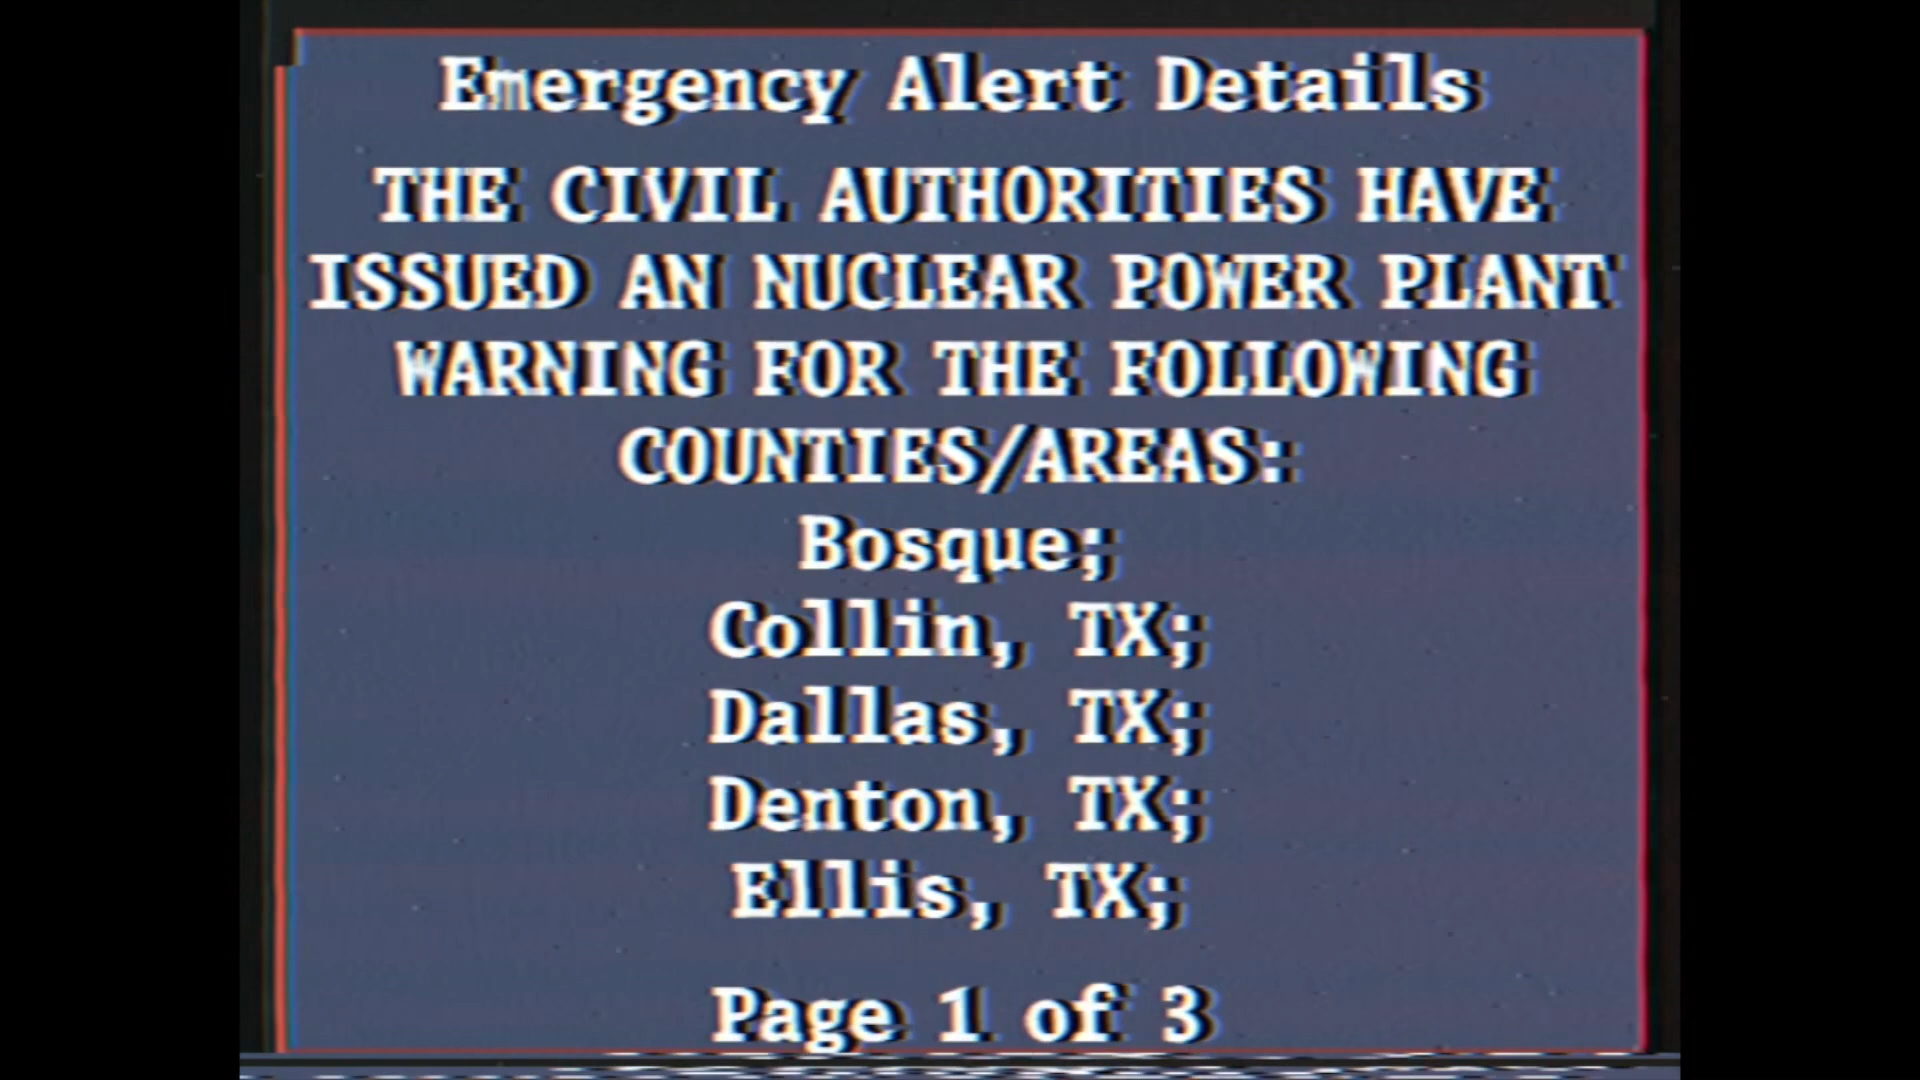 Emergency Alert Details
THE CIVIL AUTHORITIES HAVE
ISSUED AN NUCLEAR POWER PLANT
WARNING FOR THE FOLLOWING
COUNTIES/AREAS:
Bosque;
Collin, TX;
Dallas, TX;
Denton, TX;
Ellis, TX;
Page 1 of 3